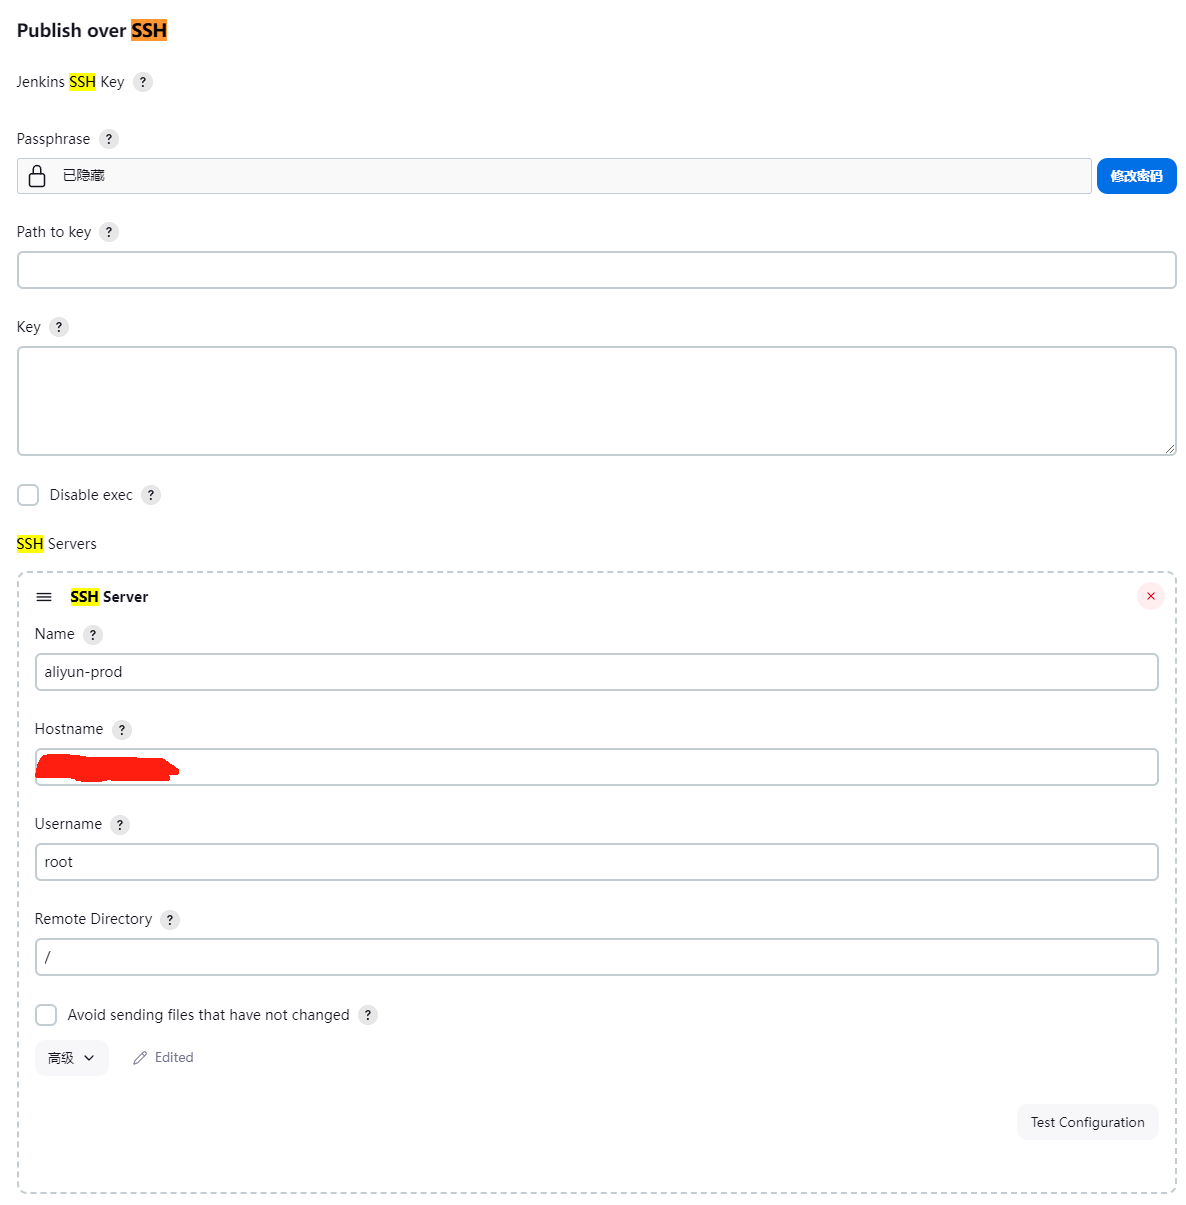 Publish over SSH
Jenkins SSH Key ?
Passphrase ?
已隐藏 修改密码
Path to key ?
Key ?
Disable exec ?
SSH Servers
SSH Server
Name ?
aliyun-prod
Hostname ?
Username ?
root
Remote Directory ?
/
Avoid sending files that have not changed ?
高级 Edited
Test Configuration